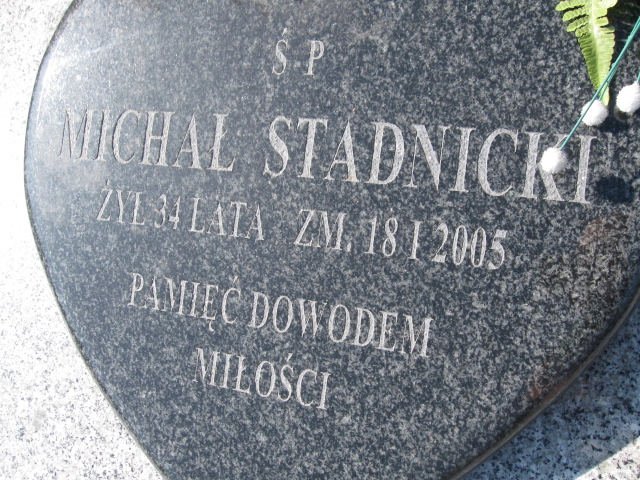 Ś P
MICHAŁ STADNICKI
ŻYŁ 34 LATA ZM. 18 I 2005
PAMIĘĆ DOWODEM
MIŁOŚCI